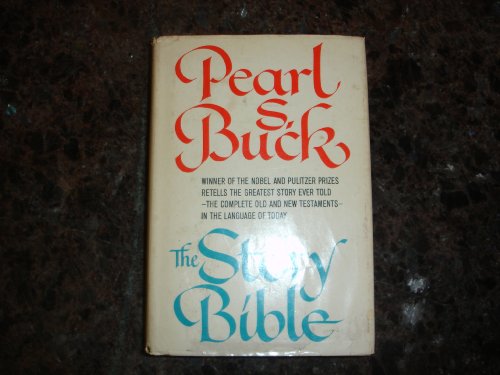 Pearl
S.
Buck
WINNER OF THE NOBEL AND PULITZER PRIZES
RETELLS THE GREATEST STORY EVER TOLD
—THE COMPLETE OLD AND NEW TESTAMENTS—
IN THE LANGUAGE OF TODAY
The Story
Bible